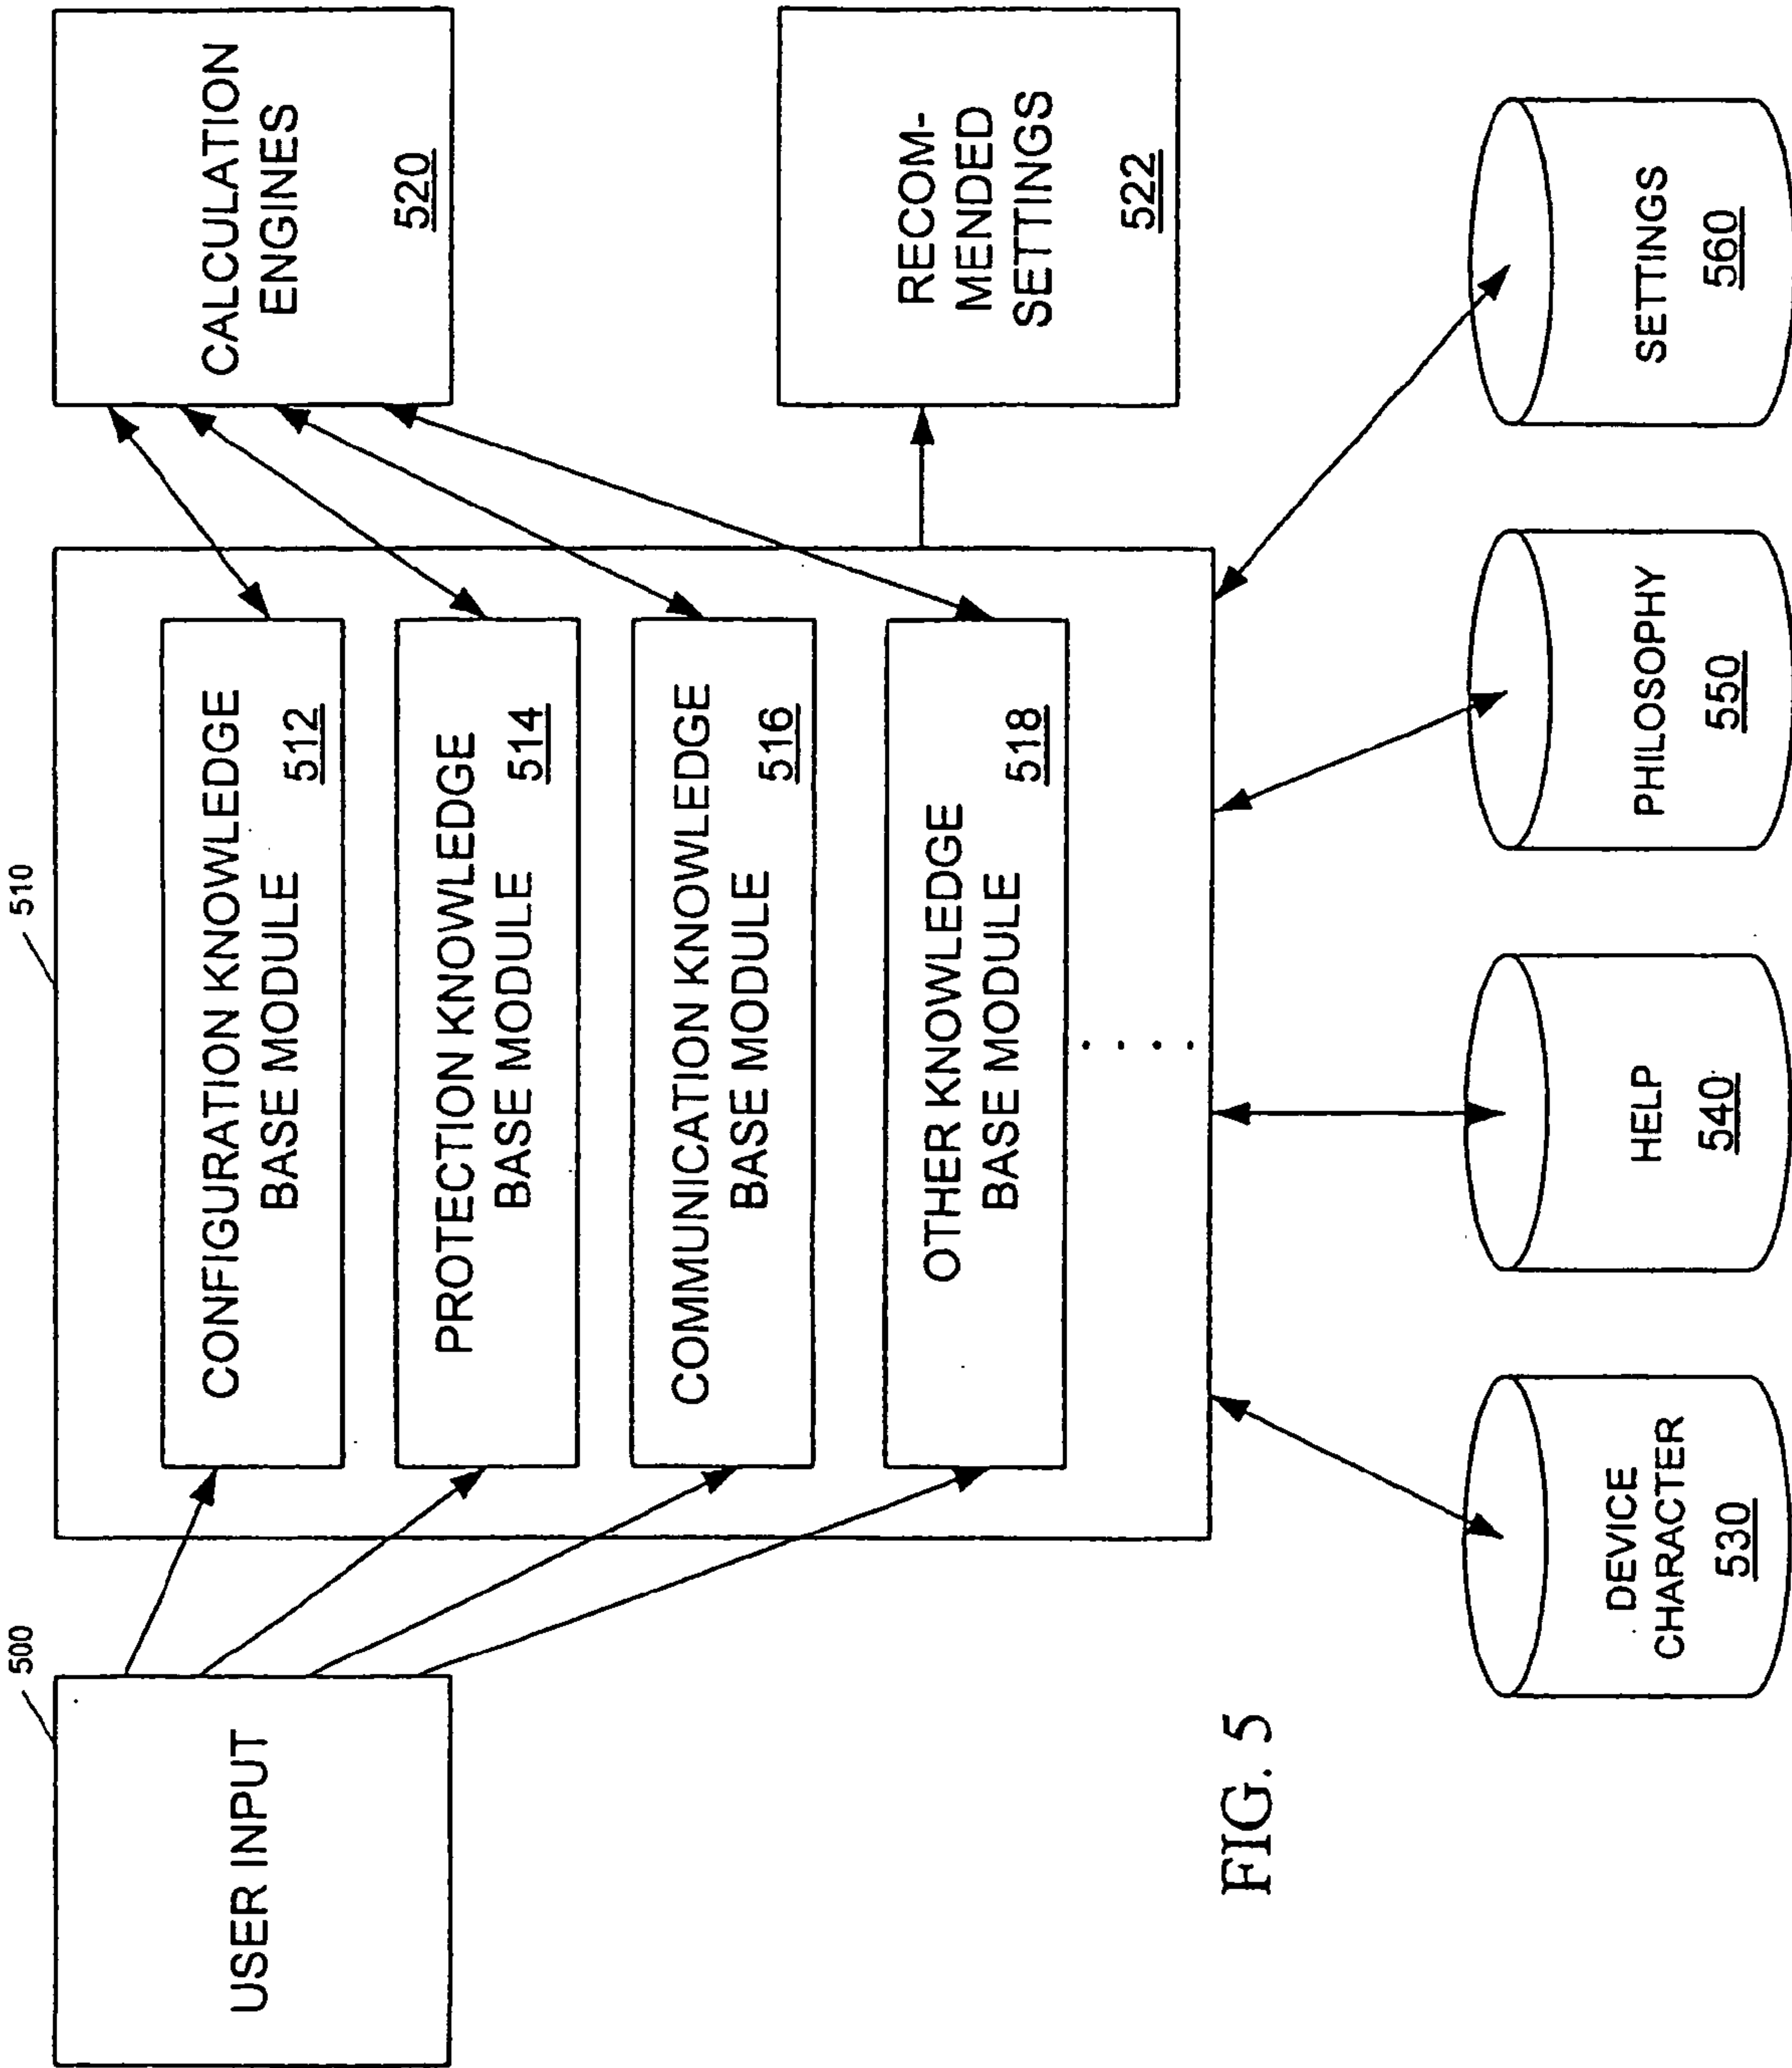 500
USER INPUT
510
CONFIGURATION KNOWLEDGE
BASE MODULE
512
PROTECTION KNOWLEDGE
BASE MODULE
514
COMMUNICATION KNOWLEDGE
BASE MODULE
516
OTHER KNOWLEDGE
BASE MODULE
518
CALCULATION
ENGINES
520
RECOM-
MENDED
SETTINGS
522
FIG. 5
DEVICE
CHARACTER
530
HELP
540
PHILOSOPHY
550
SETTINGS
560